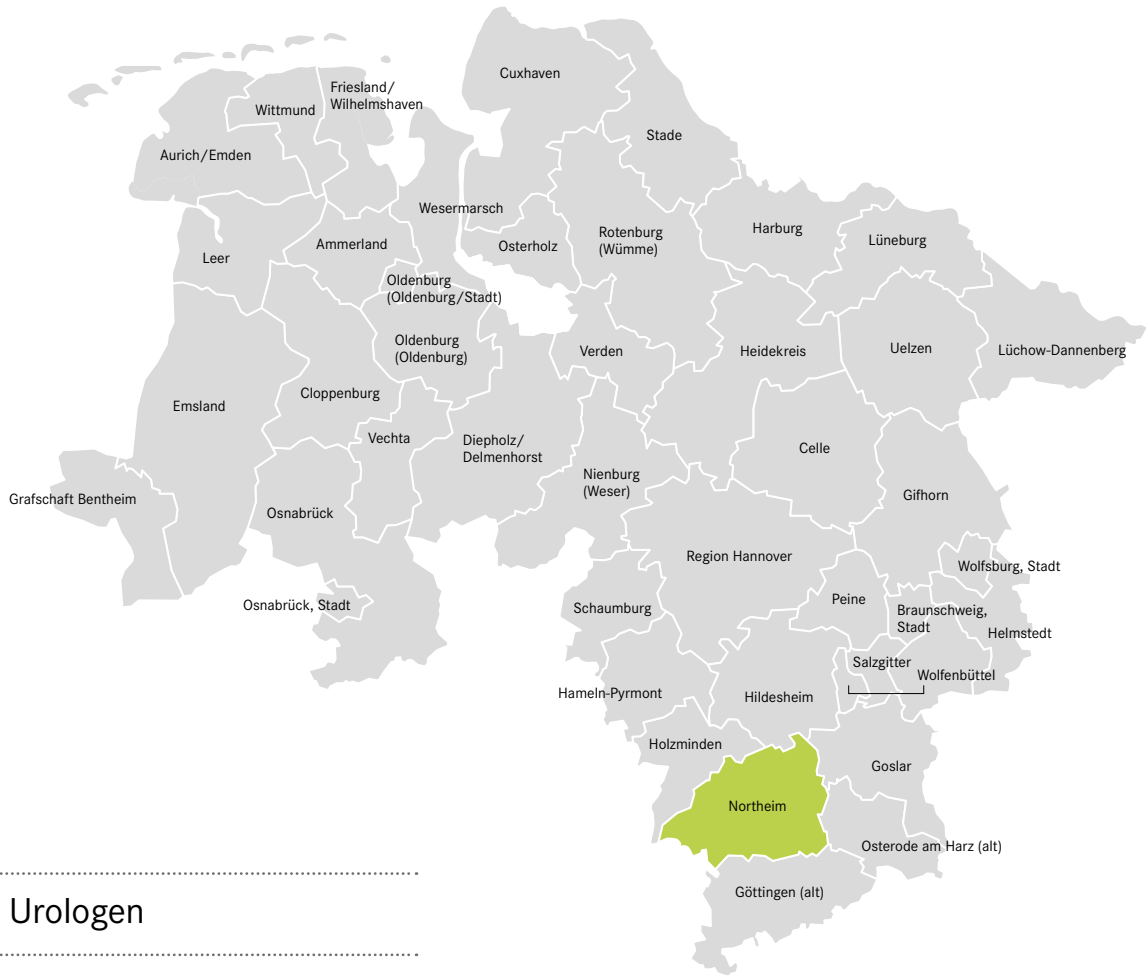 Cuxhaven
Friesland/
Wilhelmshaven
Wittmund
Stade
Aurich/Emden
Wesermarsch
Harburg
Rotenburg
(Wümme)
Lüneburg
Ammerland
Osterholz
Leer
Oldenburg
(Oldenburg/Stadt)
Oldenburg
(Oldenburg)
Verden
Heidekreis
Uelzen
Lüchow-Dannenberg
Cloppenburg
Emsland
Vechta
Diepholz/
Delmenhorst
Celle
Nienburg
(Weser)
Gifhorn
Grafschaft Bentheim
Osnabrück
Region Hannover
Wolfsburg, Stadt
Osnabrück, Stadt
Schaumburg
Peine
Braunschweig,
Stadt
Helmstedt
Salzgitter
Wolfenbüttel
Hameln-Pyrmont
Hildesheim
Holzminden
Goslar
Northeim
Osterode am Harz (alt)
Göttingen (alt)
Urologen